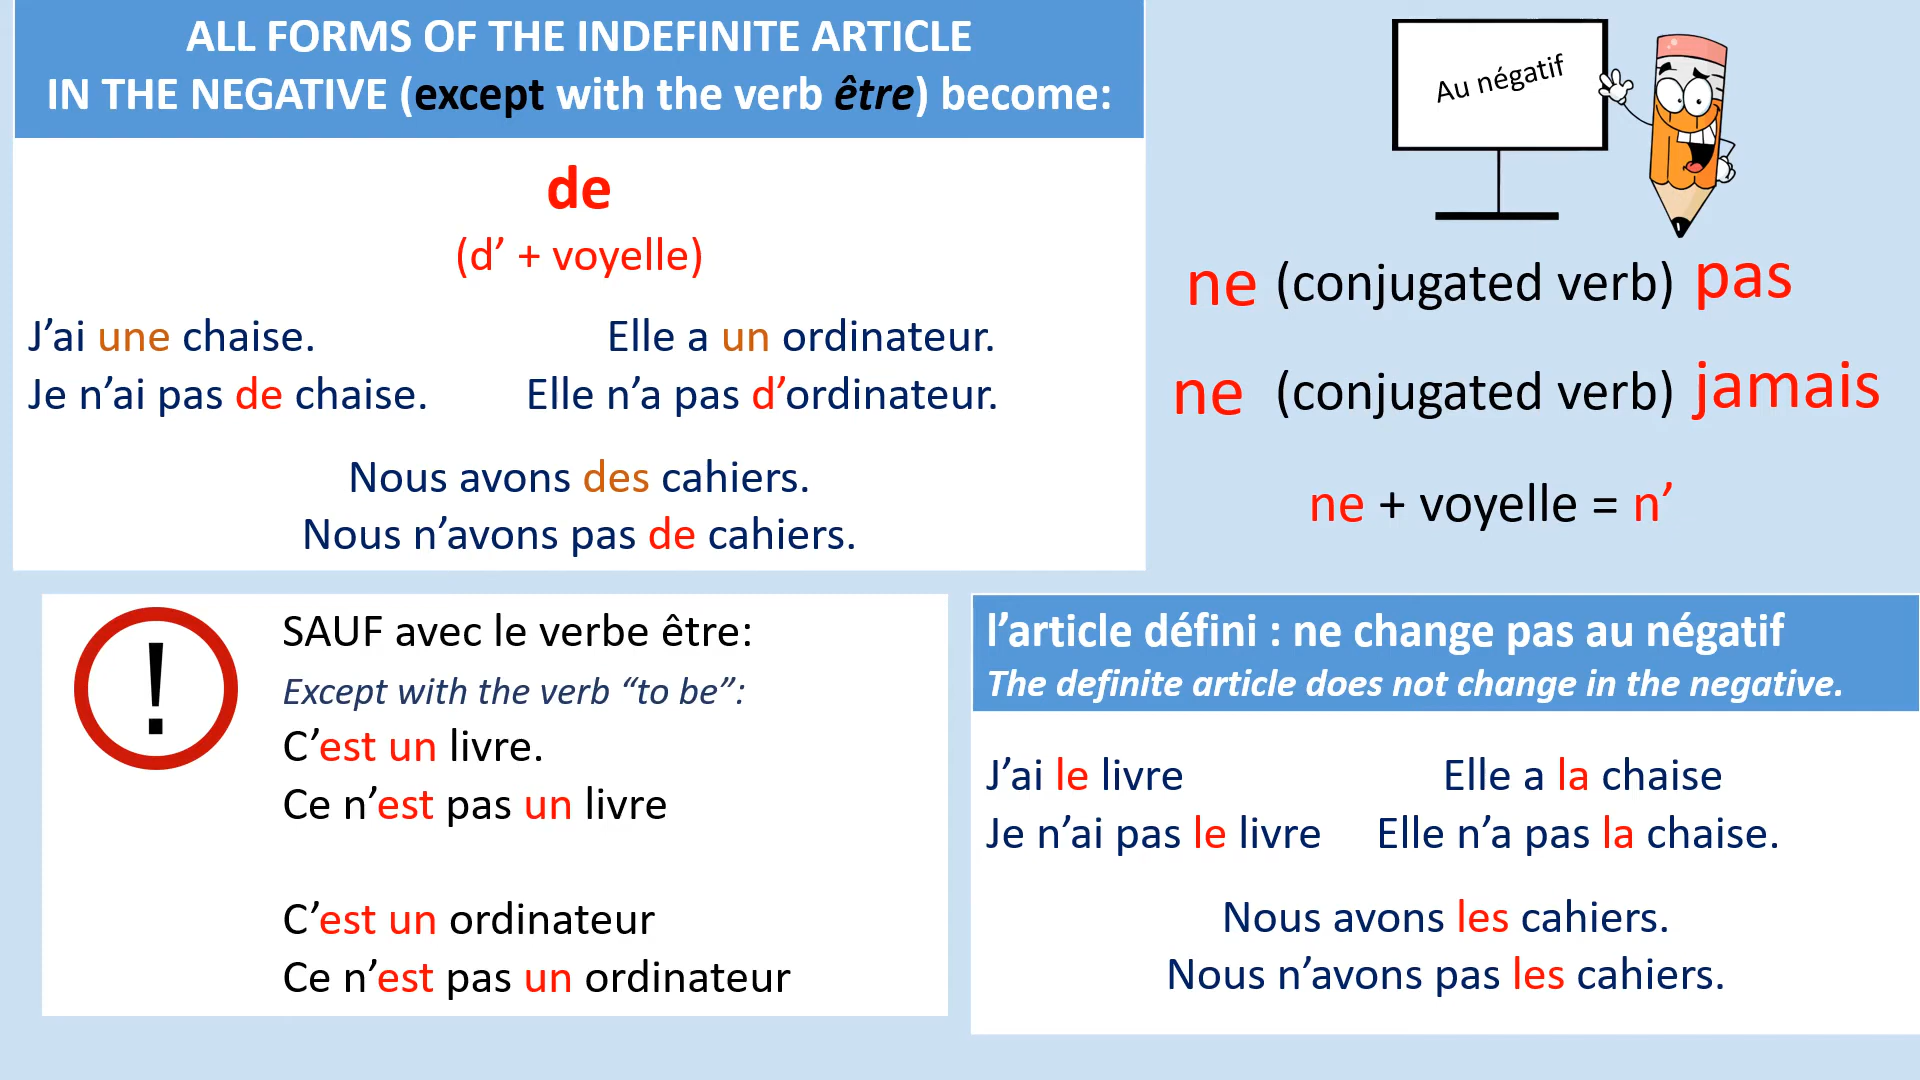 ALL FORMS OF THE INDEFINITE ARTICLE
IN THE NEGATIVE (except with the verb être) become:
de
(d’ + voyelle)
J’ai une chaise.
Je n’ai pas de chaise.
Elle a un ordinateur.
Elle n’a pas d’ordinateur.
Nous avons des cahiers.
Nous n’avons pas de cahiers.
Au négatif
ne (conjugated verb) pas
ne (conjugated verb) jamais
ne + voyelle = n’
!
SAUF avec le verbe être:
Except with the verb “to be”:
C’est un livre.
Ce n’est pas un livre
C’est un ordinateur
Ce n’est pas un ordinateur
l’article défini : ne change pas au négatif
The definite article does not change in the negative.
J’ai le livre
Je n’ai pas le livre
Elle a la chaise
Elle n’a pas la chaise.
Nous avons les cahiers.
Nous n’avons pas les cahiers.